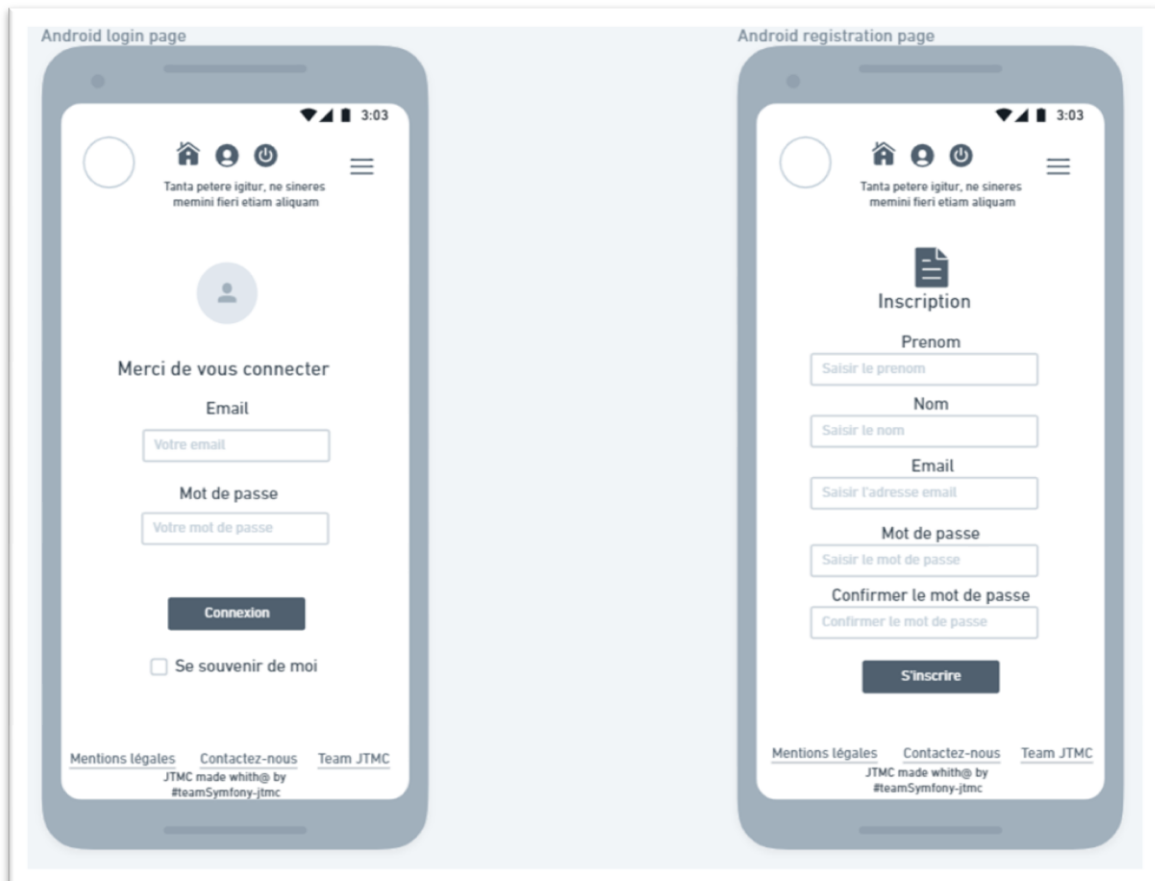 Android login page
3:03
Tanta petere igitur, ne sineres
memini fieri etiam aliquam
Merci de vous connecter
Email
Votre email
Mot de passe
Votre mot de passe
Connexion
Se souvenir de moi
Mentions légales Contactez-nous Team JTMC
JTMC made whith@ by
#teamSymfony-jtmc
Android registration page
3:03
Tanta petere igitur, ne sineres
memini fieri etiam aliquam
Inscription
Prenom
Saisir le prenom
Nom
Saisir le nom
Email
Saisir l'adresse email
Mot de passe
Saisir le mot de passe
Confirmer le mot de passe
Confirmer le mot de passe
S'inscrire
Mentions légales Contactez-nous Team JTMC
JTMC made whith@ by
#teamSymfony-jtmc